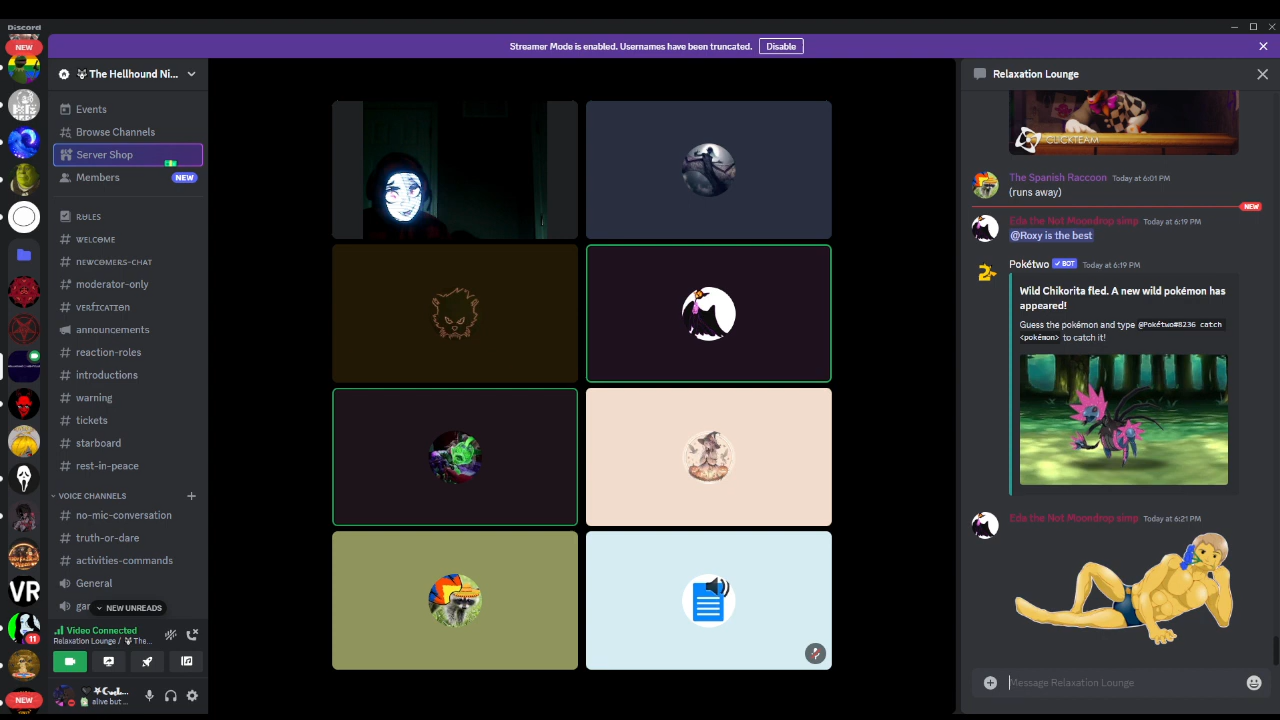 Discord
Streamer Mode is enabled. Usernames have been truncated.
Disable
NEW
The Hellhound Ni...
Events
Browse Channels
Server Shop
Members
NEW
RULES
WELCOME
NEWCOMERS-CHAT
moderator-only
VERIFICATION
announcements
reaction-roles
introductions
warning
tickets
starboard
rest-in-peace
VOICE CHANNELS
no-mic-conversation
truth-or-dare
activities-commands
General
gar
NEW UNREADS
Video Connected
Relaxation Lounge / The...
alive but ...
VR
11
NEW
Relaxation Lounge
CLICKTEAM
The Spanish Raccoon Today at 6:01 PM
(runs away)
NEW
Eda the Not Moondrop simp Today at 6:19 PM
@Roxy is the best
Pokétwo BOT Today at 6:19 PM
Wild Chikorita fled. A new wild pokémon has
appeared!
Guess the pokémon and type @Pokétwo#8236 catch
<pokémon> to catch it!
Eda the Not Moondrop simp Today at 6:21 PM
Message Relaxation Lounge